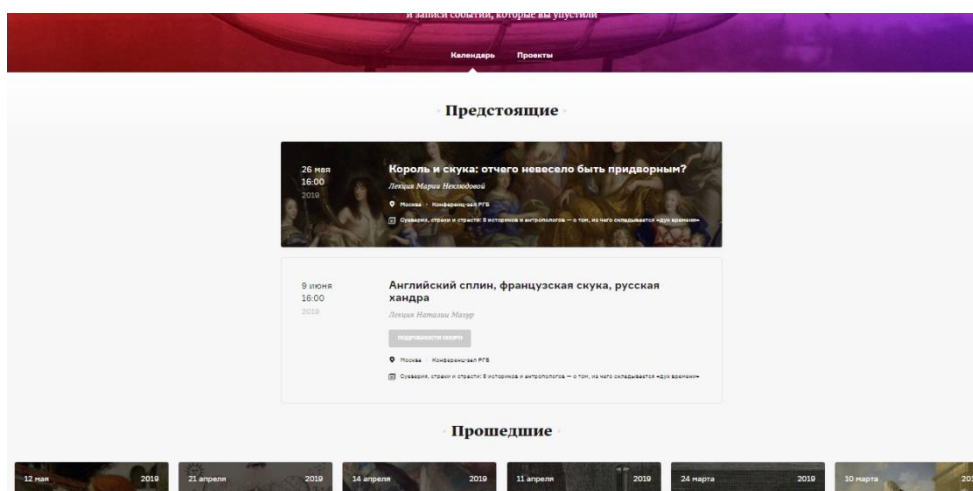 и записи событий, которые вы упустили
Календарь Проекты
Предстоящие
26 мая
16:00
2019
Король и скука: отчего невесело быть придворным?
Лекция Марии Неклюдовой
Москва Конференц-зал РГБ
Суеверия, страхи и страсти: 8 историков и антропологов — о том, из чего складывается «дух времени»
9 июня
16:00
2019
Английский сплин, французская скука, русская
хандра
Лекция Наталии Мазур
ПОДРОБНОСТИ СКОРО
Москва Конференц-зал РГБ
Суеверия, страхи и страсти: 8 историков и антропологов — о том, из чего складывается «дух времени»
Прошедшие
12 мая 2019 21 апреля 2019 14 апреля 2019 11 апреля 2019 24 марта 2019 10 марта